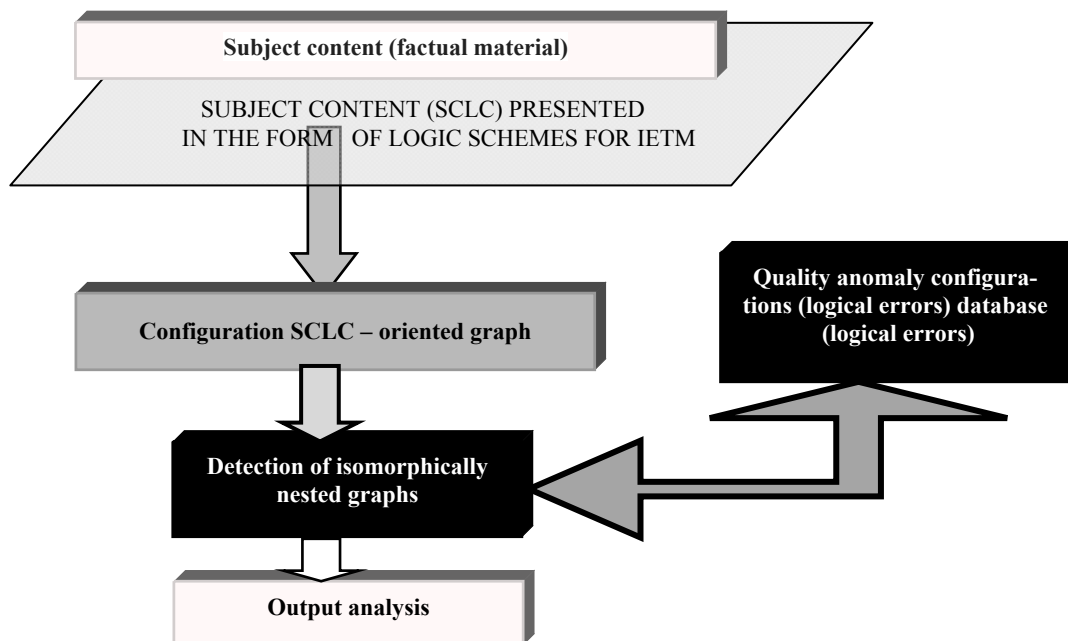 Subject content (factual material)
SUBJECT CONTENT (SCLC) PRESENTED
IN THE FORM OF LOGIC SCHEMES FOR IETM
Quality anomaly configura-
tions (logical errors) database
(logical errors)
Configuration SCLC – oriented graph
Detection of isomorphically
nested graphs
Output analysis